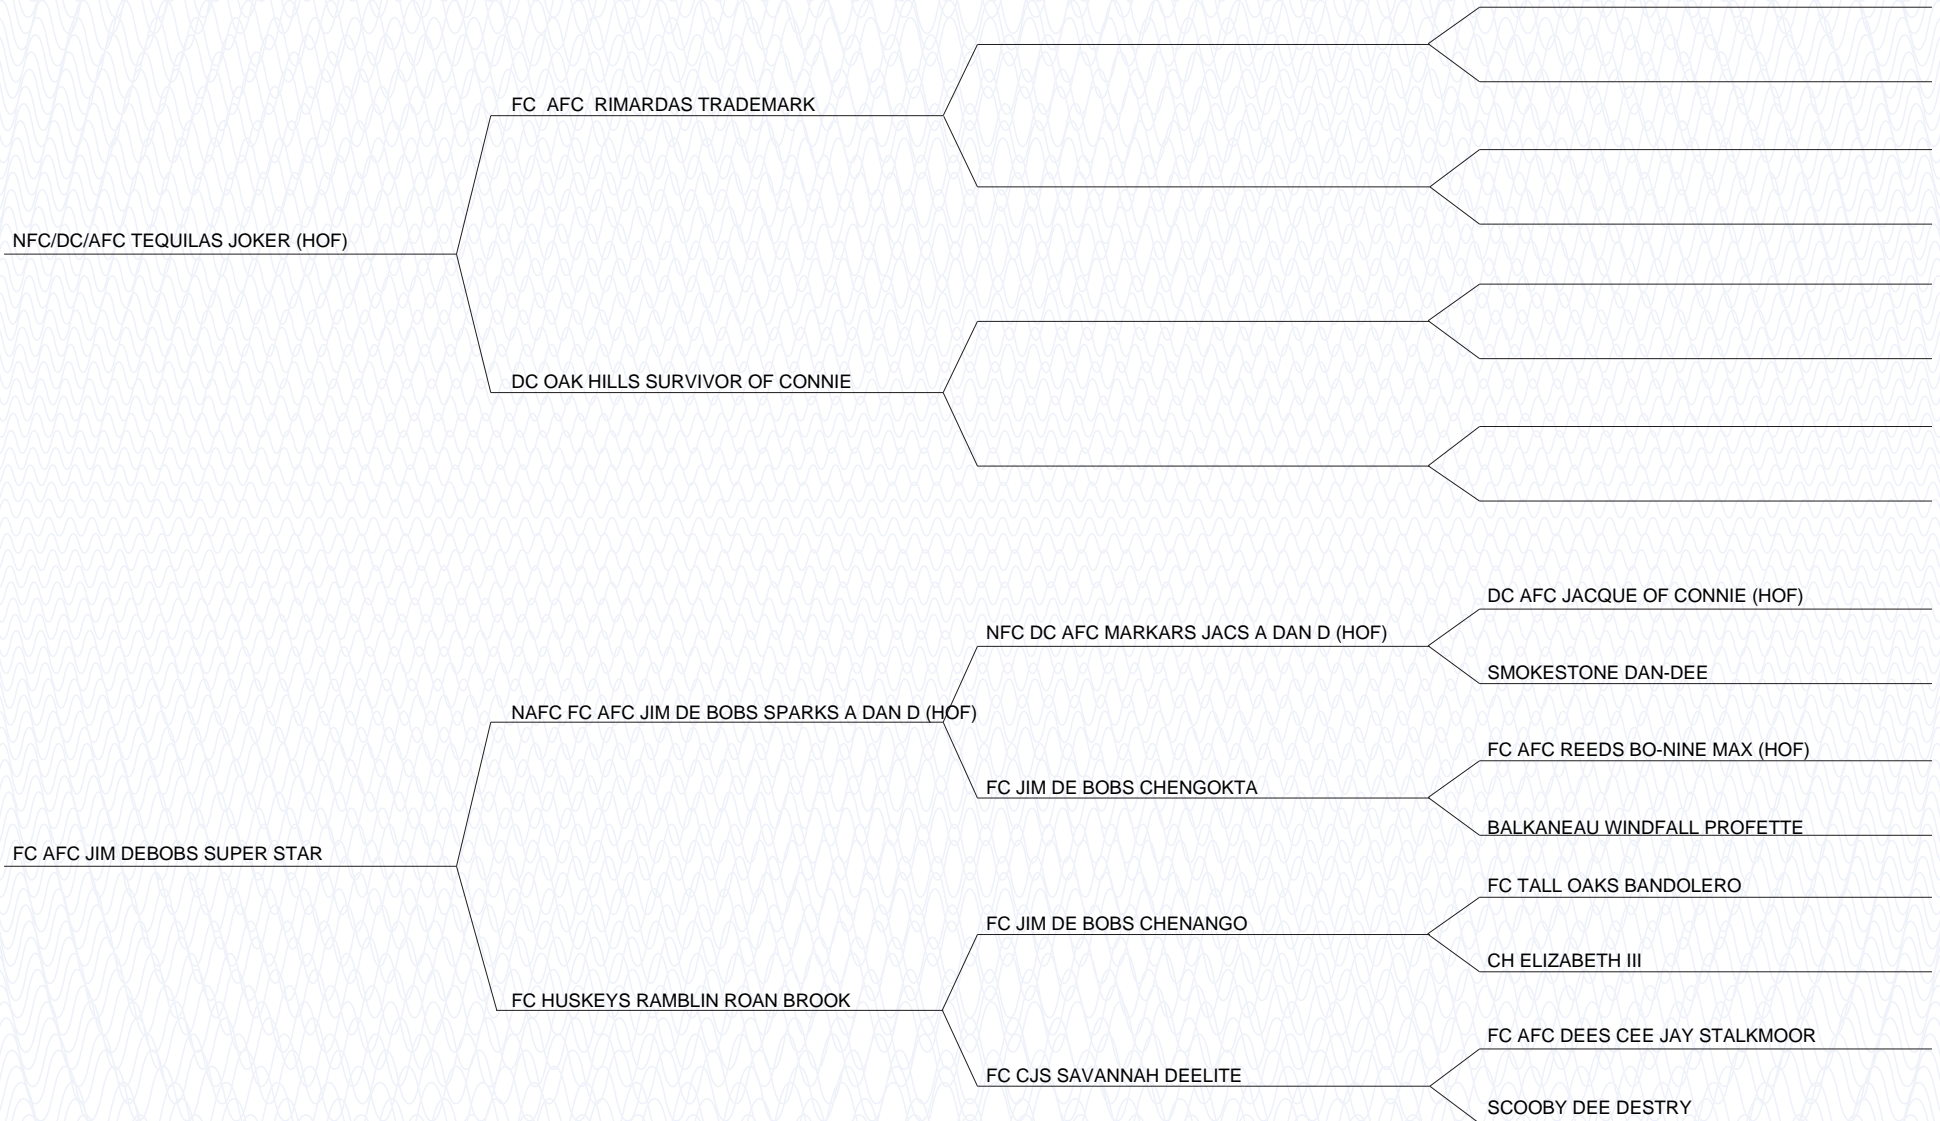 FC  AFC  RIMARDAS TRADEMARK
NFC/DC/AFC TEQUILAS JOKER (HOF)
DC OAK HILLS SURVIVOR OF CONNIE
DC AFC JACQUE OF CONNIE (HOF)
NFC DC AFC MARKARS JACS A DAN D (HOF)
SMOKESTONE DAN-DEE
NAFC FC AFC JIM DE BOBS SPARKS A DAN D (HOF)
FC AFC REEDS BO-NINE MAX (HOF)
FC JIM DE BOBS CHENGOKTA
BALKANEAU WINDFALL PROFETTE
FC AFC JIM DEBOBS SUPER STAR
FC TALL OAKS BANDOLERO
FC JIM DE BOBS CHENANGO
CH ELIZABETH III
FC HUSKEYS RAMBLIN ROAN BROOK
FC AFC DEES CEE JAY STALKMOOR
FC CJS SAVANNAH DEELITE
SCOOBY DEE DESTRY